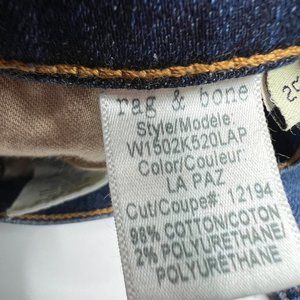 rag & bone
Style/Modele:
W1502K520LAP
Color/Couleur:
LA PAZ
Cut/Coupe#: 12194
98% COTTON/COTON
2% POLYURETHANE/
POLYURETHANE